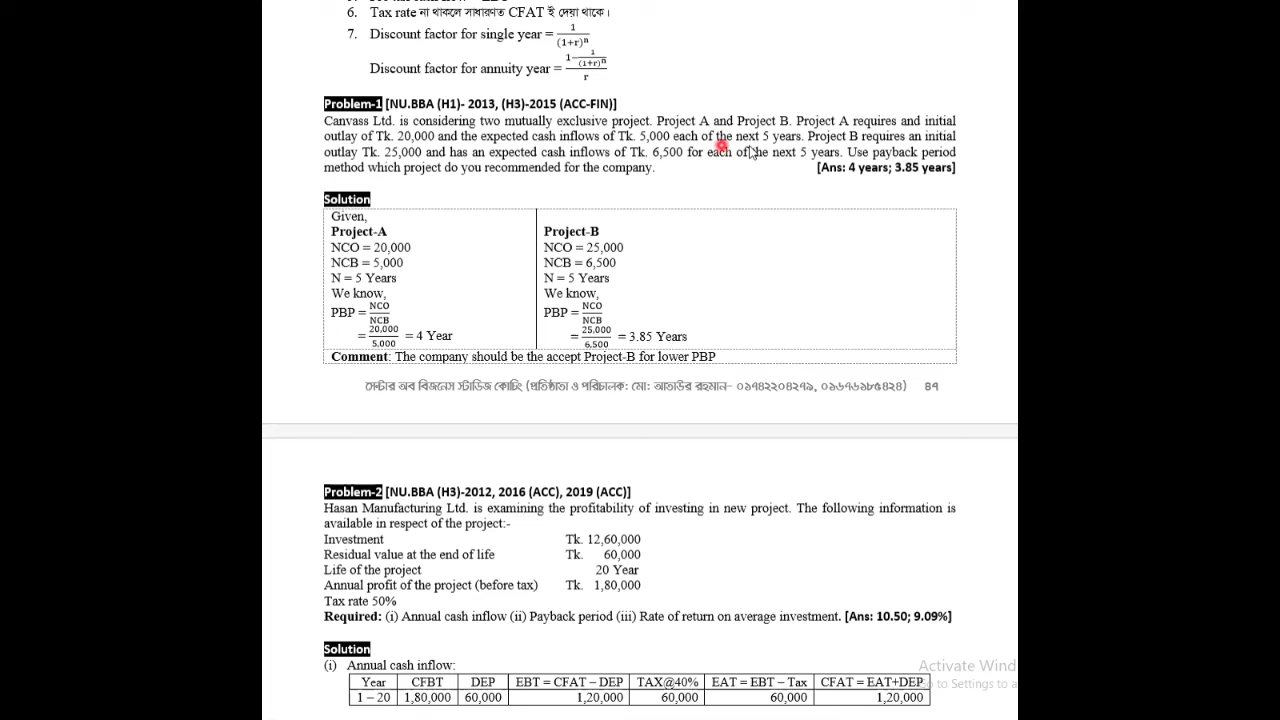 6. Tax rate না থাকলে সাধারণত CFAT ই দেয়া থাকে।
7. Discount factor for single year = 1/(1+r)^n
Discount factor for annuity year = (1 - 1/(1+r)^n)/r
Problem-1 [NU.BBA (H1)- 2013, (H3)-2015 (ACC-FIN)]
Canvass Ltd. is considering two mutually exclusive project. Project A and Project B. Project A requires and initial
outlay of Tk. 20,000 and the expected cash inflows of Tk. 5,000 each of the next 5 years. Project B requires an initial
outlay Tk. 25,000 and has an expected cash inflows of Tk. 6,500 for each of the next 5 years. Use payback period
method which project do you recommended for the company. [Ans: 4 years; 3.85 years]
Solution
Given,
Project-A
NCO = 20,000
NCB = 5,000
N = 5 Years
We know,
PBP = NCO/NCB
= 20,000/5,000 = 4 Year
Project-B
NCO = 25,000
NCB = 6,500
N = 5 Years
We know,
PBP = NCO/NCB
= 25,000/6,500 = 3.85 Years
Comment: The company should be the accept Project-B for lower PBP
সেন্টার অব বিজনেস স্টাডিজ কোচিং (প্রতিষ্ঠাতা ও পরিচালক: মো: আতাউর রহমান- ০১৭৪২২০৪২৭৯, ০১৬৭৬১৮৫৪২৪) ৪৭
Problem-2 [NU.BBA (H3)-2012, 2016 (ACC), 2019 (ACC)]
Hasan Manufacturing Ltd. is examining the profitability of investing in new project. The following information is
available in respect of the project:-
Investment Tk. 12,60,000
Residual value at the end of life Tk. 60,000
Life of the project 20 Year
Annual profit of the project (before tax) Tk. 1,80,000
Tax rate 50%
Required: (i) Annual cash inflow (ii) Payback period (iii) Rate of return on average investment. [Ans: 10.50; 9.09%]
Solution
(i) Annual cash inflow:
Year CFBT DEP EBT = CFAT – DEP TAX@40% EAT = EBT – Tax CFAT = EAT+DEP
1 – 20 1,80,000 60,000 1,20,000 60,000 60,000 1,20,000
Activate Wind
Go to Settings to a